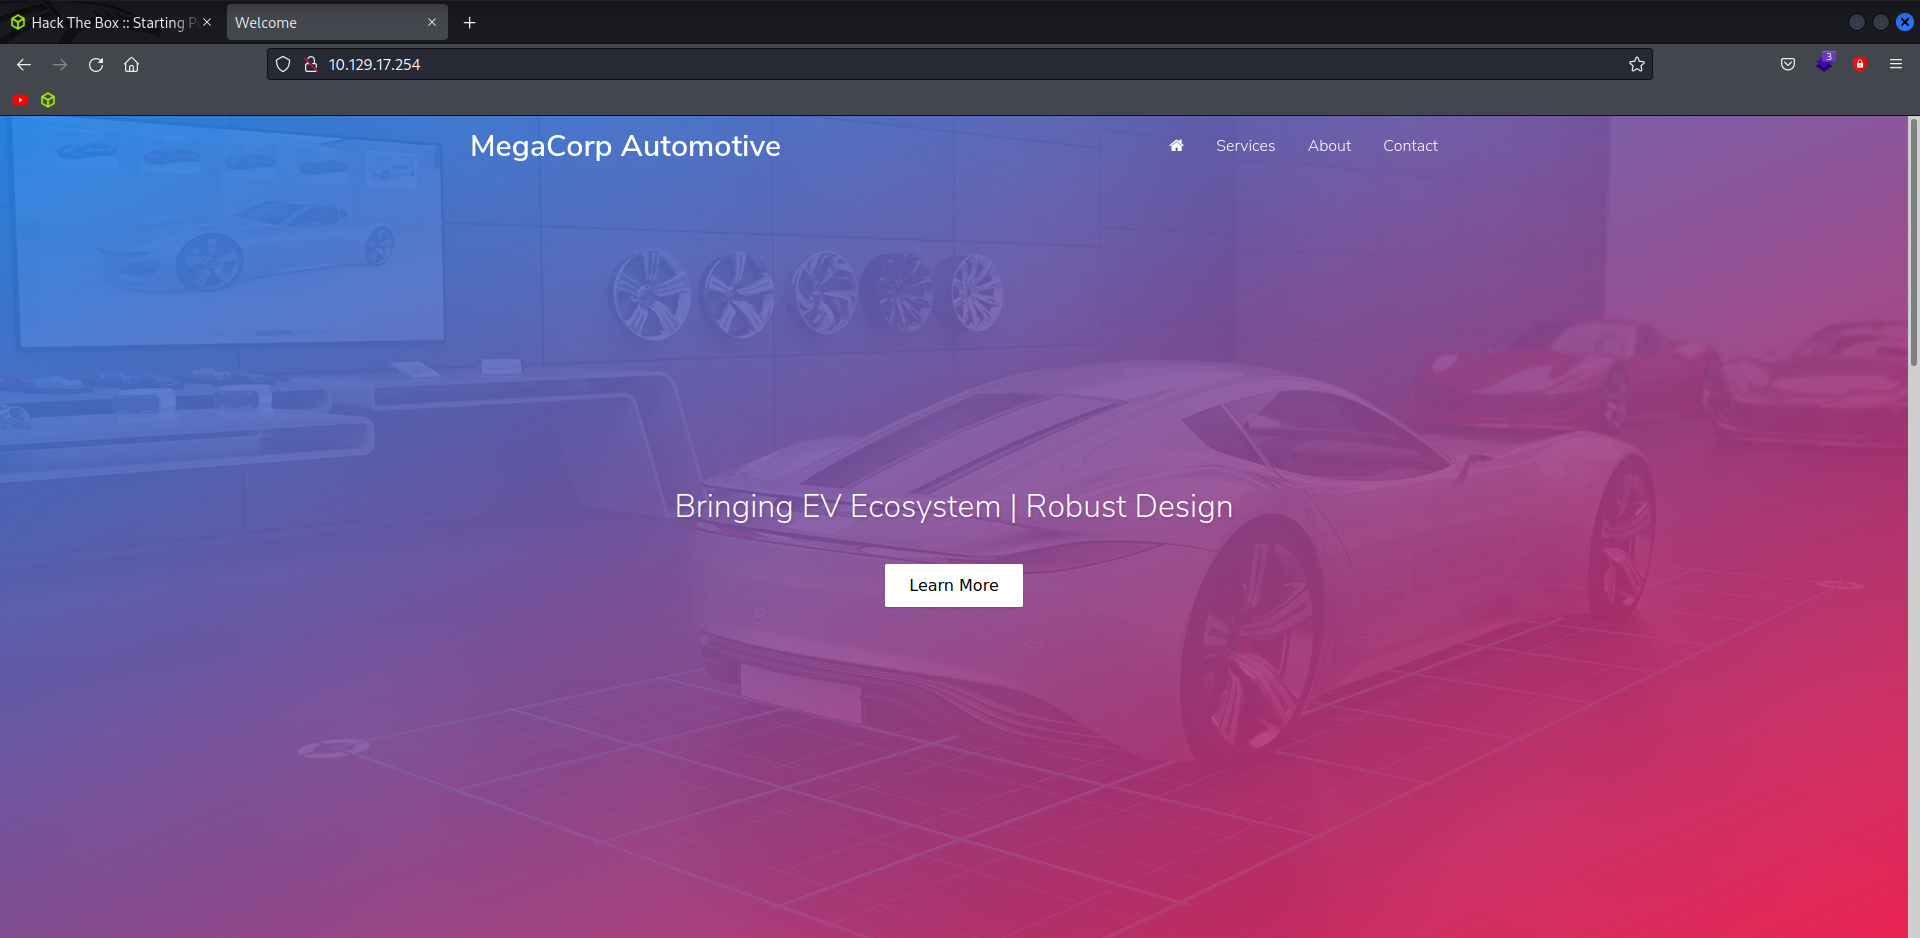 Hack The Box :: Starting P
Welcome
10.129.17.254
3
MegaCorp Automotive
Services About Contact
Bringing EV Ecosystem | Robust Design
Learn More